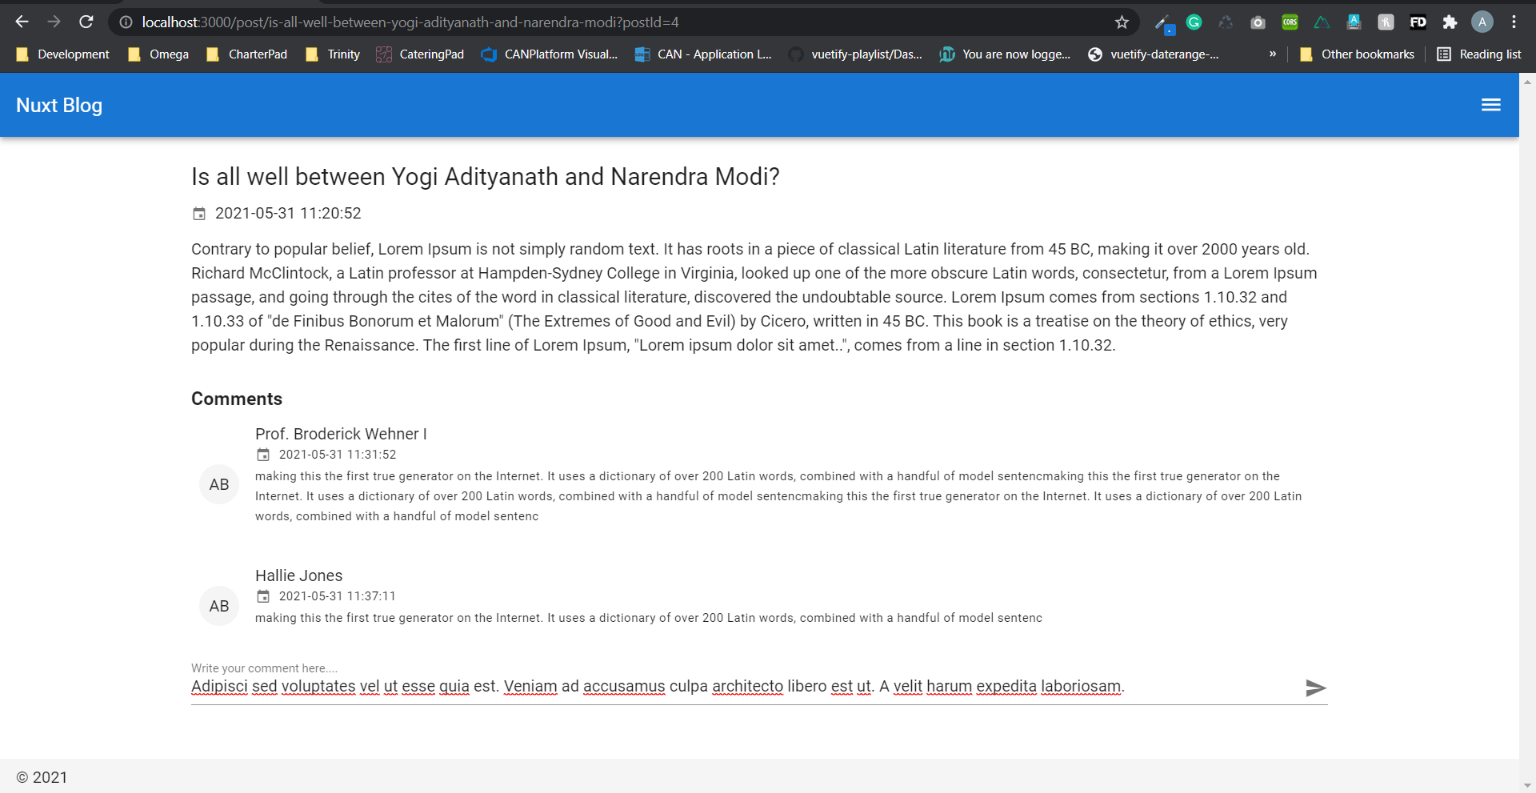 localhost:3000/post/is-all-well-between-yogi-adityanath-and-narendra-modi?postId=4
CORS A FD A
Development Omega CharterPad Trinity CateringPad CANPlatform Visual... CAN - Application L... vuetify-playlist/Das... You are now logge... vuetify-daterange-... » Other bookmarks Reading list
Nuxt Blog
Is all well between Yogi Adityanath and Narendra Modi?
2021-05-31 11:20:52
Contrary to popular belief, Lorem Ipsum is not simply random text. It has roots in a piece of classical Latin literature from 45 BC, making it over 2000 years old.
Richard McClintock, a Latin professor at Hampden-Sydney College in Virginia, looked up one of the more obscure Latin words, consectetur, from a Lorem Ipsum
passage, and going through the cites of the word in classical literature, discovered the undoubtable source. Lorem Ipsum comes from sections 1.10.32 and
1.10.33 of "de Finibus Bonorum et Malorum" (The Extremes of Good and Evil) by Cicero, written in 45 BC. This book is a treatise on the theory of ethics, very
popular during the Renaissance. The first line of Lorem Ipsum, "Lorem ipsum dolor sit amet..", comes from a line in section 1.10.32.
Comments
Prof. Broderick Wehner I
2021-05-31 11:31:52
AB
making this the first true generator on the Internet. It uses a dictionary of over 200 Latin words, combined with a handful of model sentencmaking this the first true generator on the
Internet. It uses a dictionary of over 200 Latin words, combined with a handful of model sentencmaking this the first true generator on the Internet. It uses a dictionary of over 200 Latin
words, combined with a handful of model sentenc
Hallie Jones
2021-05-31 11:37:11
AB
making this the first true generator on the Internet. It uses a dictionary of over 200 Latin words, combined with a handful of model sentenc
Write your comment here....
Adipisci sed voluptates vel ut esse quia est. Veniam ad accusamus culpa architecto libero est ut. A velit harum expedita laboriosam.
© 2021